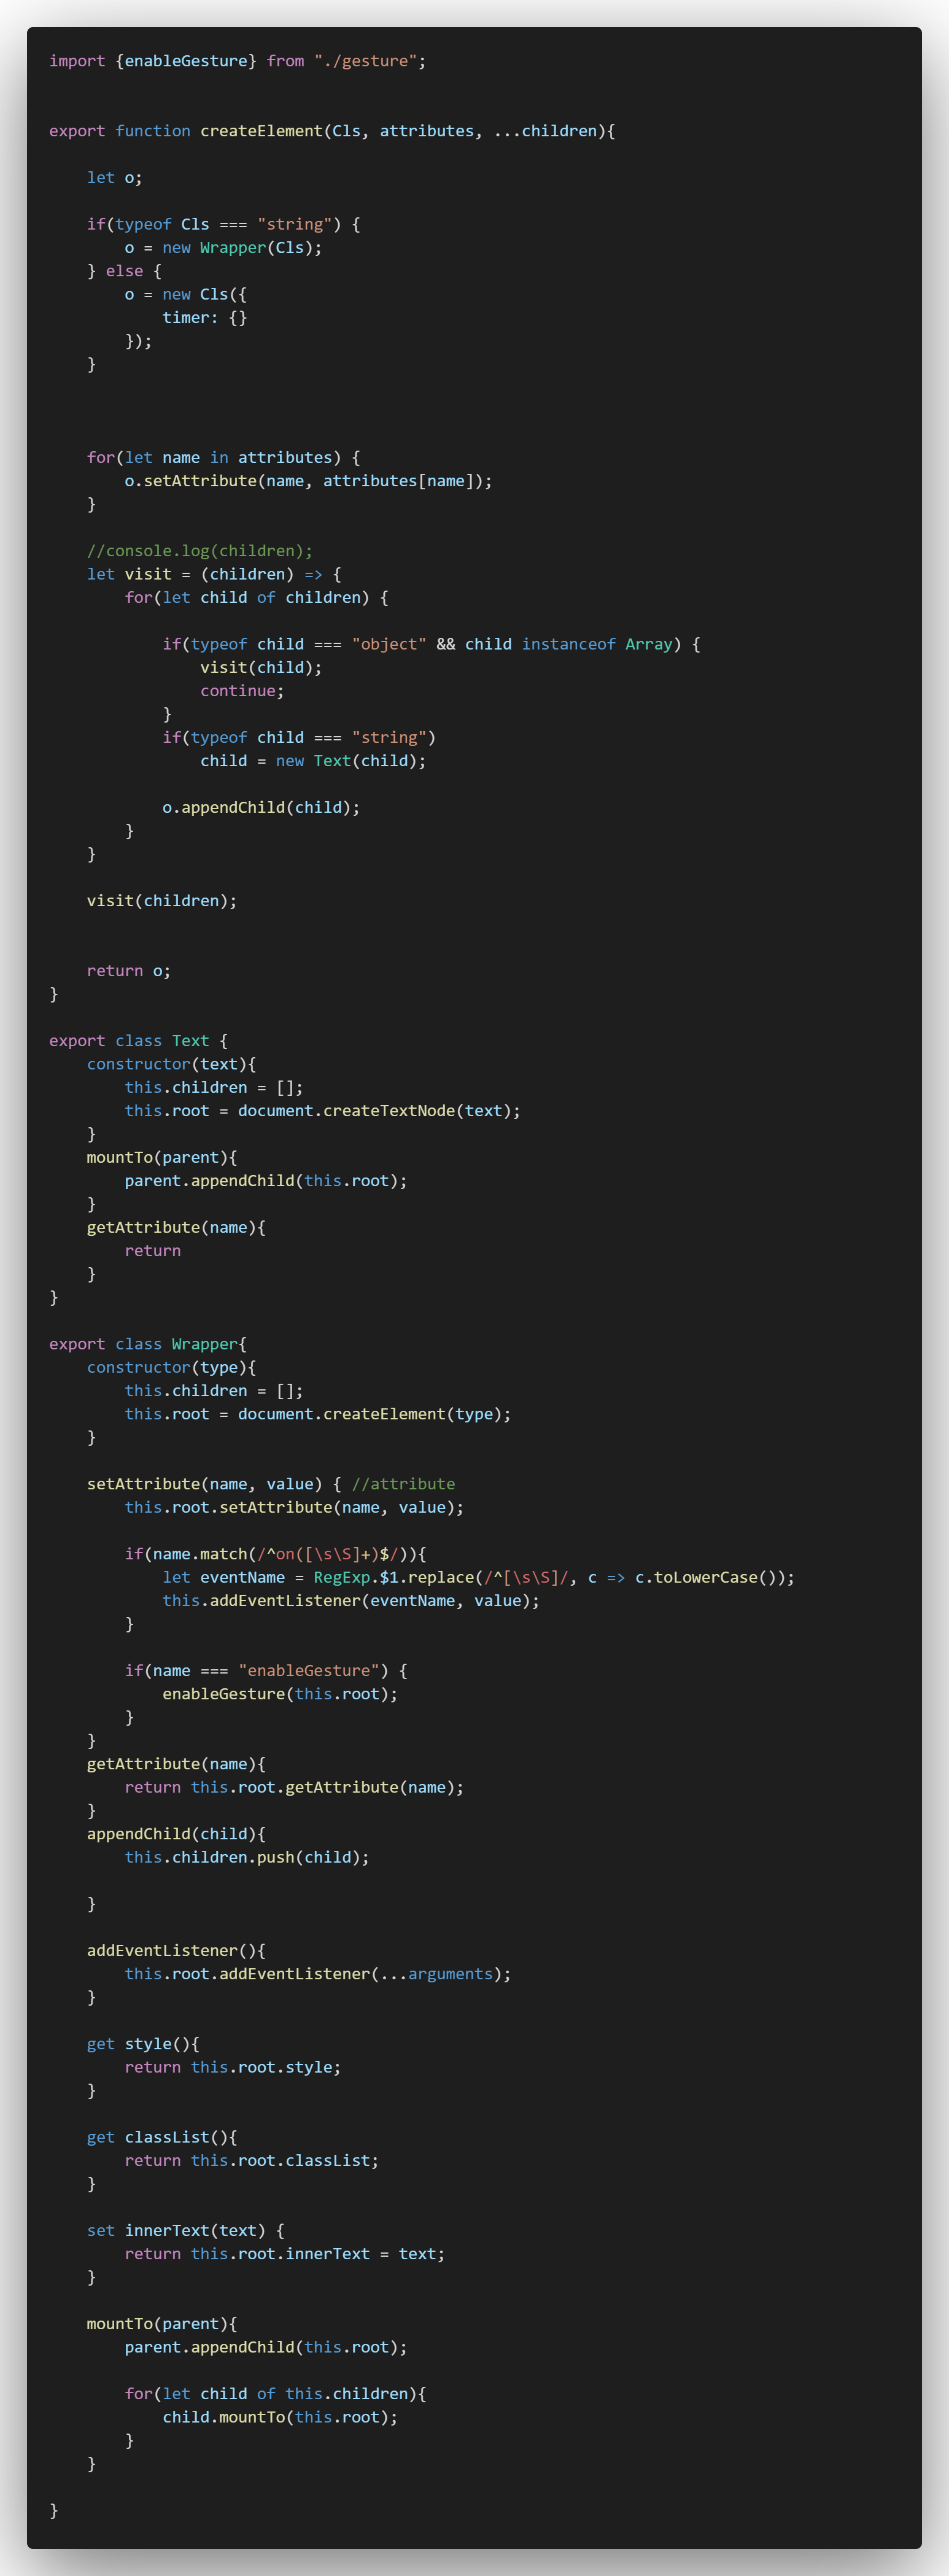 import {enableGesture} from "./gesture";
export function createElement(Cls, attributes, ...children){
    let o;
    if(typeof Cls === "string") {
        o = new Wrapper(Cls);
    } else {
        o = new Cls({
            timer: {}
        });
    }
    for(let name in attributes) {
        o.setAttribute(name, attributes[name]);
    }
    //console.log(children);
    let visit = (children) => {
        for(let child of children) {
            if(typeof child === "object" && child instanceof Array) {
                visit(child);
                continue;
            }
            if(typeof child === "string")
                child = new Text(child);
            o.appendChild(child);
        }
    }
    visit(children);
    return o;
}
export class Text {
    constructor(text){
        this.children = [];
        this.root = document.createTextNode(text);
    }
    mountTo(parent){
        parent.appendChild(this.root);
    }
    getAttribute(name){
        return
    }
}
export class Wrapper{
    constructor(type){
        this.children = [];
        this.root = document.createElement(type);
    }
    setAttribute(name, value) { //attribute
        this.root.setAttribute(name, value);
        if(name.match(/^on([\s\S]+)$/)){
            let eventName = RegExp.$1.replace(/^[\s\S]/, c => c.toLowerCase());
            this.addEventListener(eventName, value);
        }
        if(name === "enableGesture") {
            enableGesture(this.root);
        }
    }
    getAttribute(name){
        return this.root.getAttribute(name);
    }
    appendChild(child){
        this.children.push(child);
    }
    addEventListener(){
        this.root.addEventListener(...arguments);
    }
    get style(){
        return this.root.style;
    }
    get classList(){
        return this.root.classList;
    }
    set innerText(text) {
        return this.root.innerText = text;
    }
    mountTo(parent){
        parent.appendChild(this.root);
        for(let child of this.children){
            child.mountTo(this.root);
        }
    }
}